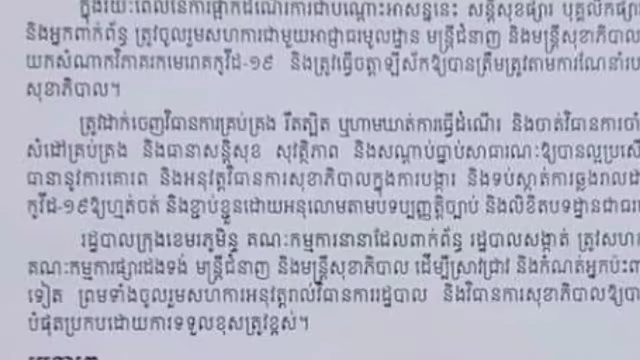 ក្នុងរយៈពេលនៃការផ្អាកដំណើរការជាបណ្តោះអាសន្ននេះ សន្តិសុខផ្សារ បុគ្គលិកផ្សារ
និងអ្នកពាក់ព័ន្ធ ត្រូវចូលរួមសហការជាមួយអាជ្ញាធរមូលដ្ឋាន មន្ត្រីជំនាញ និងមន្ត្រីសុខាភិបាល
យកសំណាកវិភាគរកមេរោគកូវីដ-១៩ និងត្រូវធ្វើចត្តាឡីស័កឱ្យបានត្រឹមត្រូវតាមការណែនាំរប
សុខាភិបាល។
ត្រូវដាក់ចេញវិធានការគ្រប់គ្រង រឹតត្បិត ឬហាមឃាត់ការធ្វើដំណើរ និងចាត់វិធានការចាំ
សំដៅគ្រប់គ្រង និងធានាសន្តិសុខ សុវត្ថិភាព និងសណ្តាប់ធ្នាប់សាធារណៈឱ្យបានល្អប្រសើ
ធានានូវការគោរព និងអនុវត្តវិធានការសុខាភិបាលក្នុងការបង្ការ និងទប់ស្កាត់ការឆ្លងរាលដា
កូវីដ-១៩ឱ្យហ្មត់ចត់ និងខ្ជាប់ខ្ជួនដោយអនុលោមតាមបទប្បញ្ញត្តិច្បាប់ និងលិខិតបទដ្ឋានជាធរ
រដ្ឋបាលក្រុងខេមរភូមិន្ទ គណៈកម្មការនានាដែលពាក់ព័ន្ធ រដ្ឋបាលសង្កាត់ ត្រូវសហ
គណៈកម្មការផ្សារដងទង់ មន្ត្រីជំនាញ និងមន្ត្រីសុខាភិបាល ដើម្បីស្រាវជ្រាវ និងកំណត់អ្នកប៉ះពា
ទៀត ព្រមទាំងចូលរួមសហការអនុវត្តរាល់វិធានការរដ្ឋបាល និងវិធានការសុខាភិបាលឱ្យបា
បំផុតប្រកបដោយការទទួលខុសត្រូវខ្ពស់។